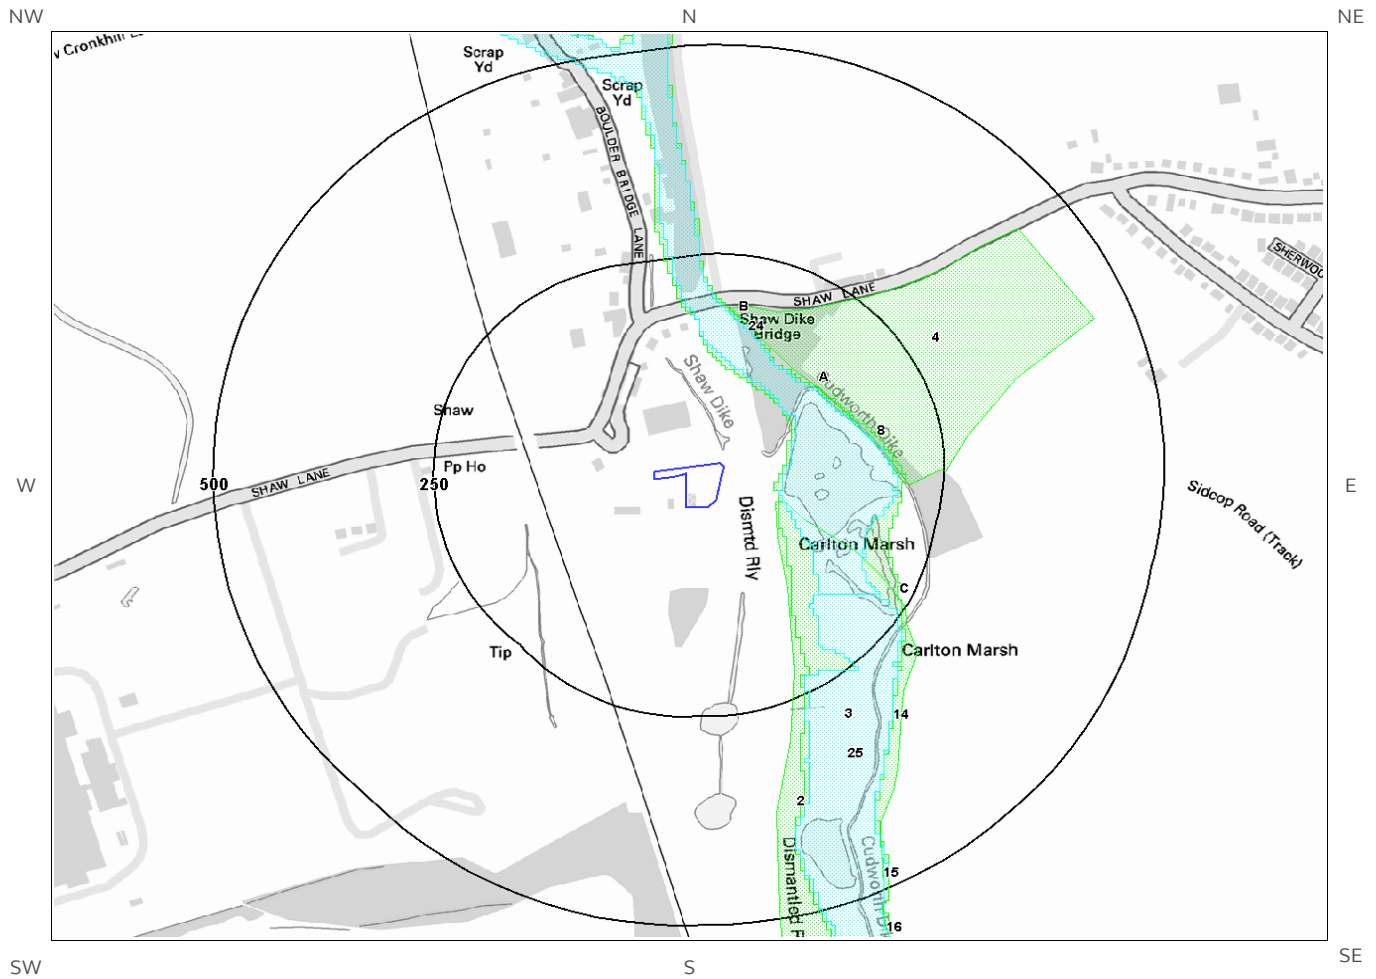 NW
N
NE
Scrap
Yd
Scrap
Yd
BOULDER BRIDGE LANE
SHAW LANE
B
Shaw Dike
24
Bridge
4
A
Shaw Dike
Cudworth Dike
8
Shaw
Pp Ho
W
500
SHAW LANE
250
E
Sidcop Road (Track)
Dismtd Rly
Carlton Marsh
C
Tip
Carlton Marsh
3
14
25
2
15
16
SW
S
SE